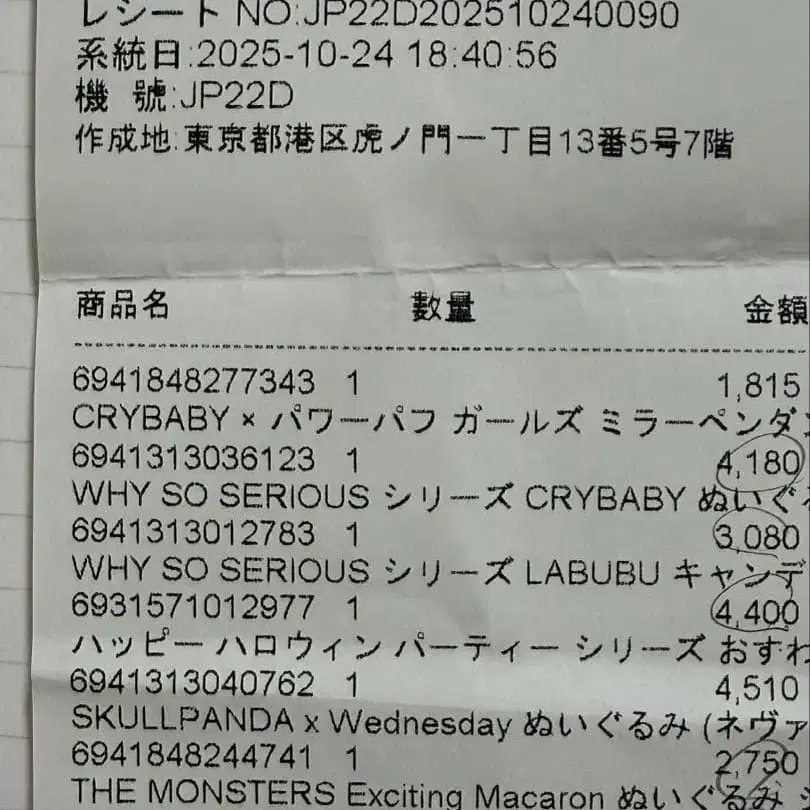 レシート NO:JP22D202510240090
系統日:2025-10-24 18:40:56
機 號:JP22D
作成地:東京都港区虎ノ門一丁目13番5号7階
商品名 数量 金額
6941848277343 1 1,815
CRYBABY × パワーパフ ガールズ ミラーペンダ
6941313036123 1 4,180
WHY SO SERIOUS シリーズ CRYBABY ぬいぐ
6941313012783 1 3,080
WHY SO SERIOUS シリーズ LABUBU キャンデ
6931571012977 1 4,400
ハッピー ハロウィン パーティー シリーズ おすわ
6941313040762 1 4,510
SKULLPANDA x Wednesday ぬいぐるみ (ネヴァ
6941848244741 1 2,750
THE MONSTERS Exciting Macaron ぬいぐるみ